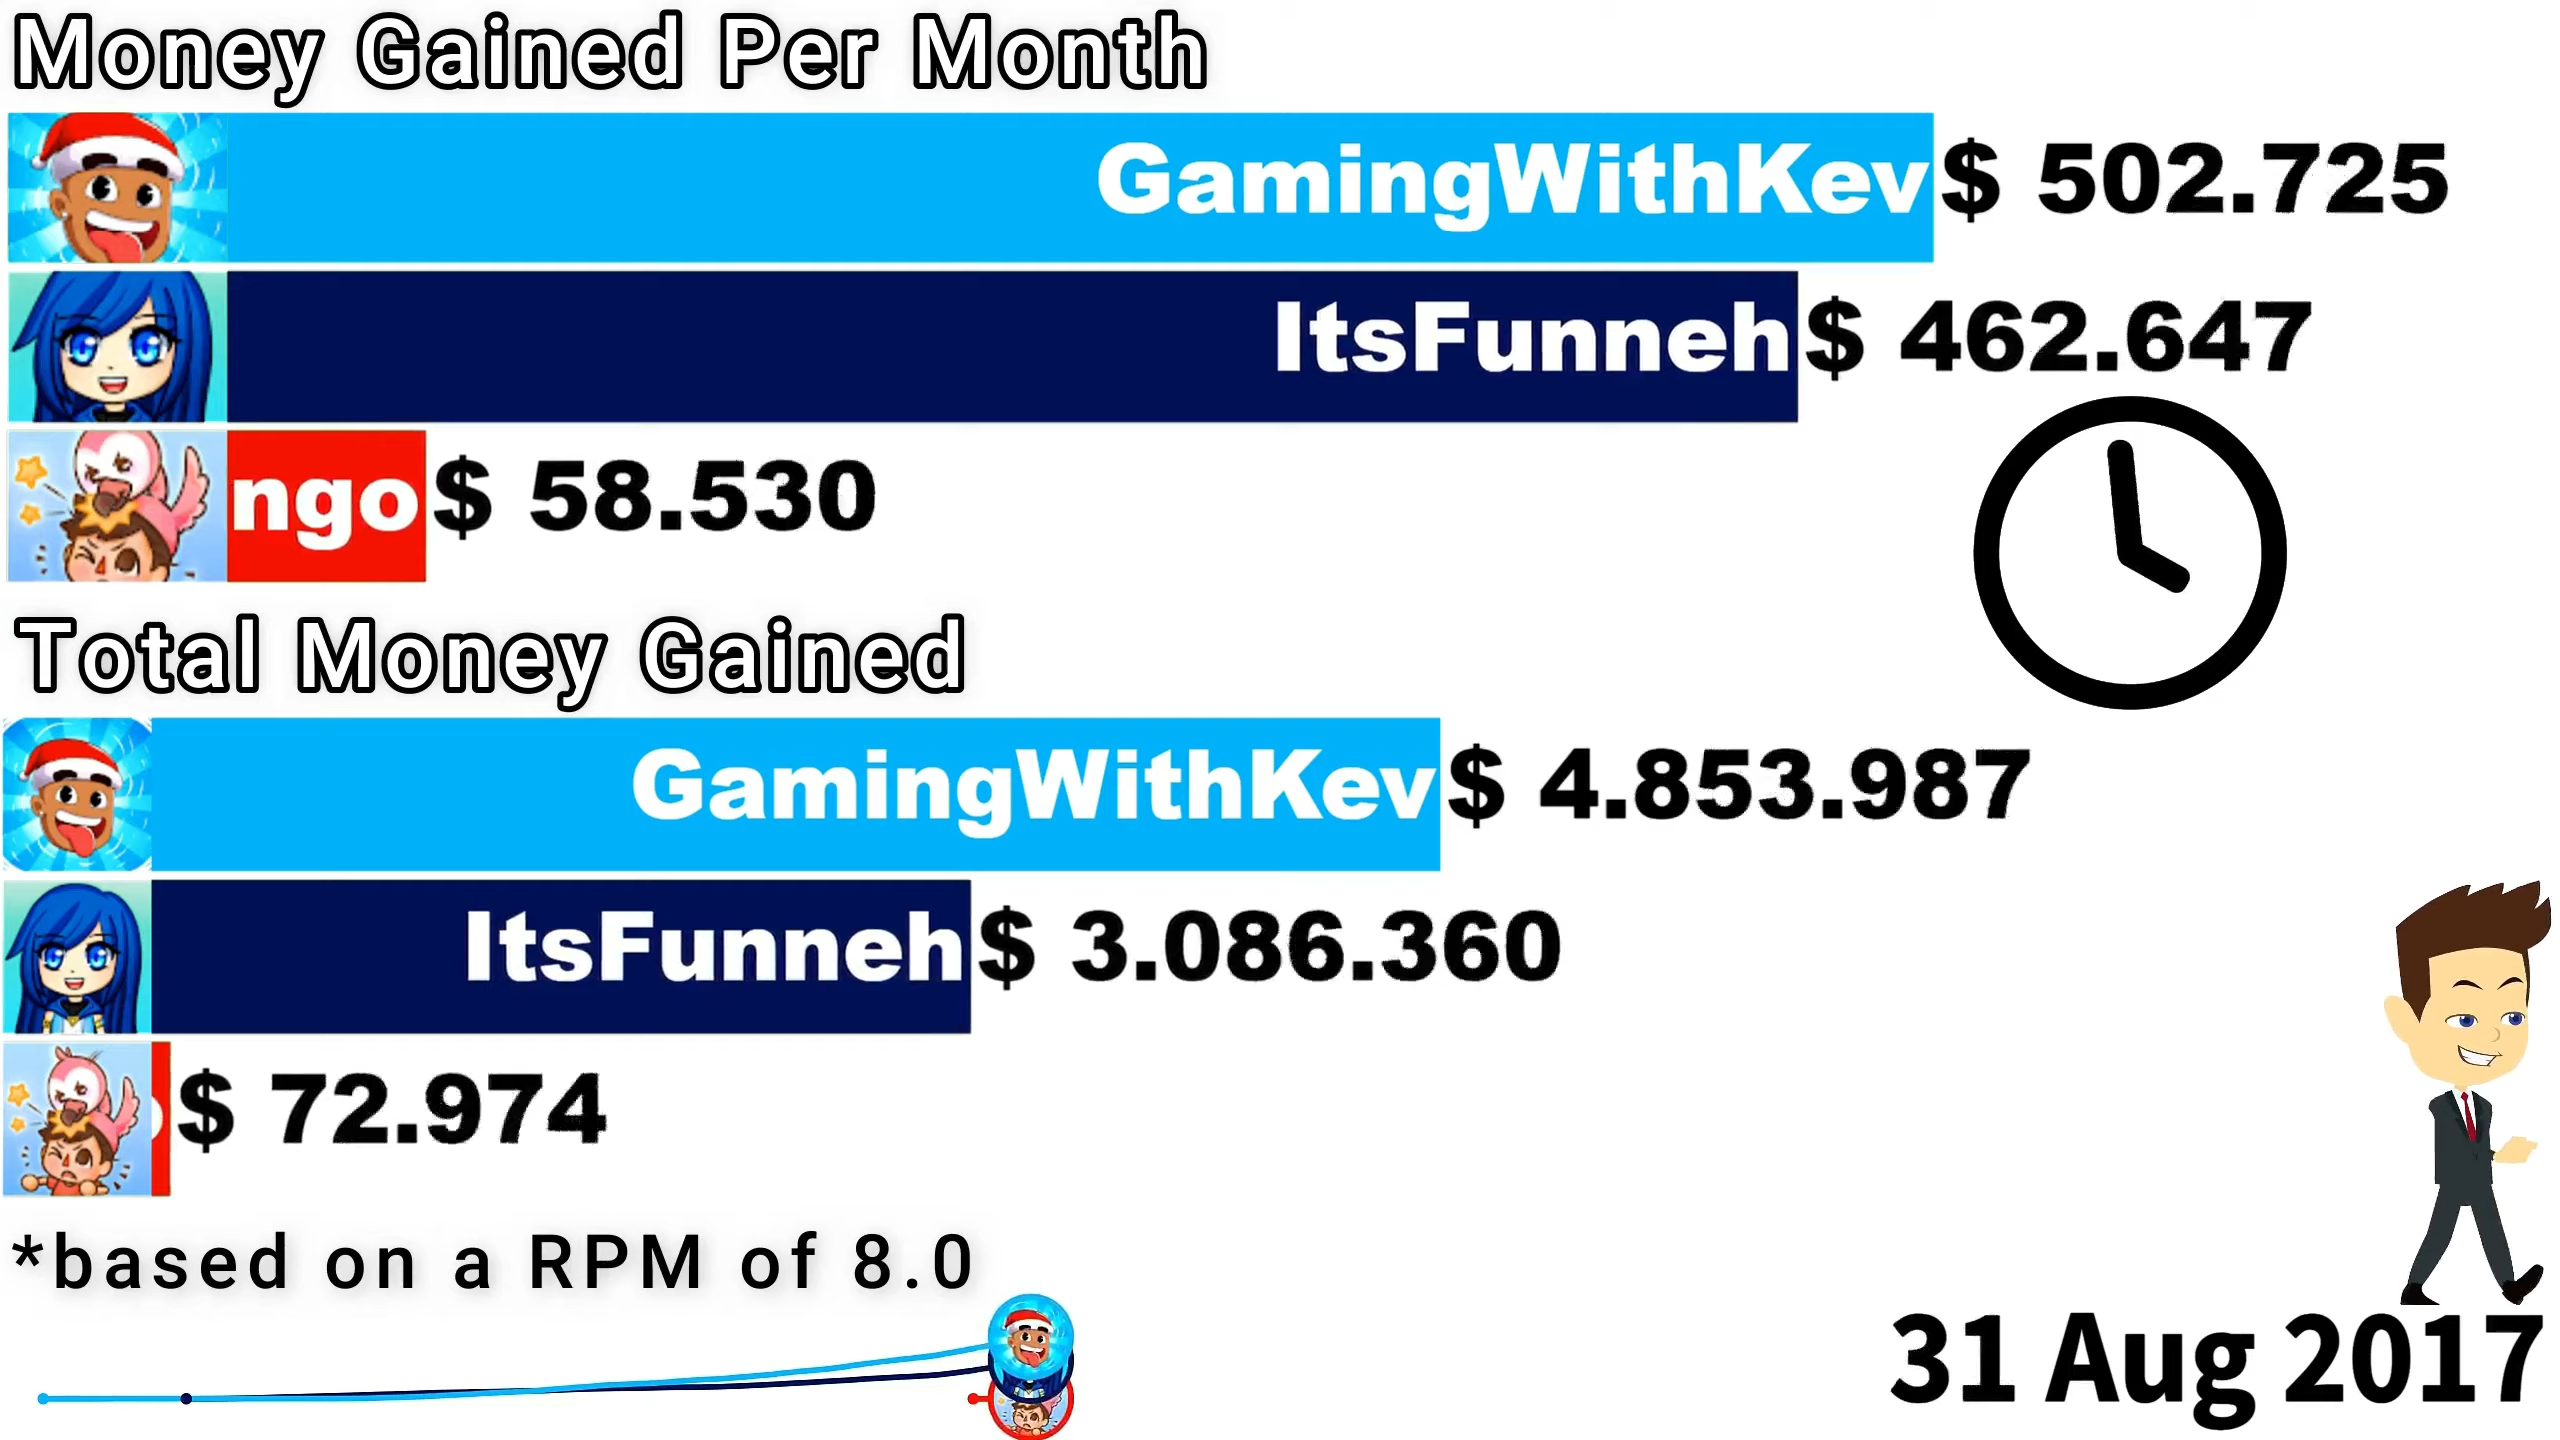 Money Gained Per Month
GamingWithKev $ 502.725
ItsFunneh $ 462.647
ngo $ 58.530
Total Money Gained
GamingWithKev $ 4.853.987
ItsFunneh $ 3.086.360
$ 72.974
*based on a RPM of 8.0
31 Aug 2017